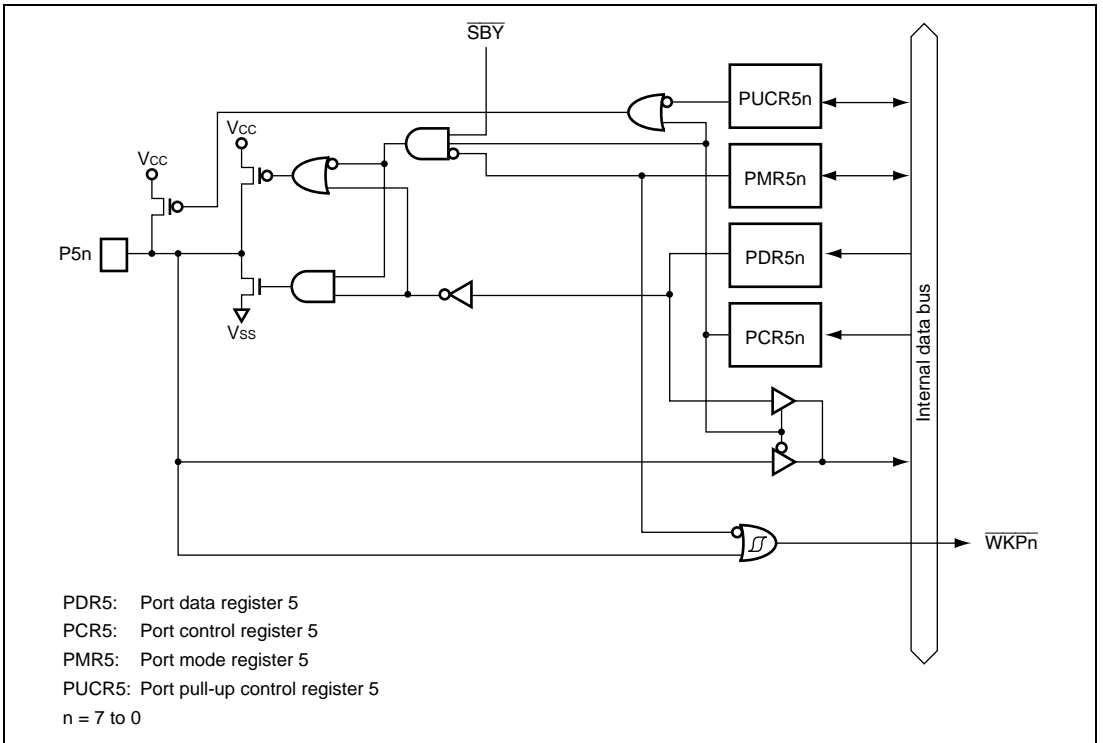 SBY
PUCR5n
VCC
VCC
PMR5n
P5n
PDR5n
VSS
PCR5n
Internal data bus
WKPn
PDR5: Port data register 5
PCR5: Port control register 5
PMR5: Port mode register 5
PUCR5: Port pull-up control register 5
n = 7 to 0